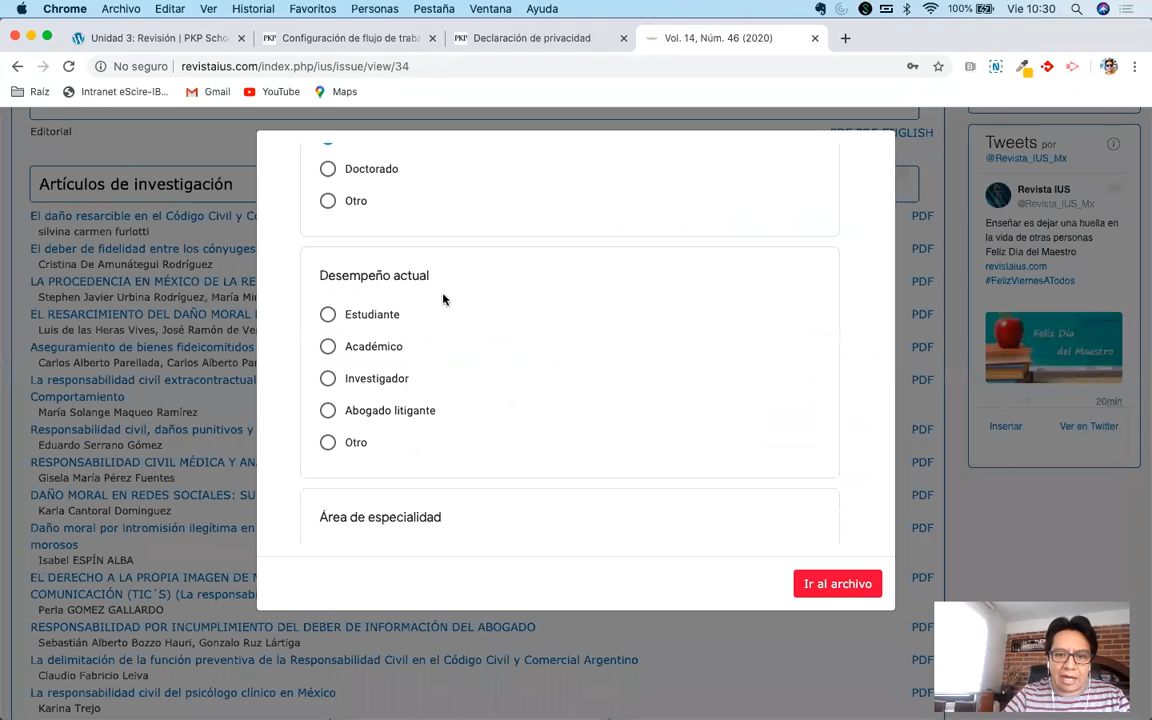 Chrome Archivo Editar Ver Historial Favoritos Personas Pestaña Ventana Ayuda 100% Vie 10:30
Unidad 3: Revisión | PKP Scho Configuración de flujo de traba Declaración de privacidad Vol. 14, Núm. 46 (2020)
No seguro revistaius.com/index.php/ius/issue/view/34
Raíz Intranet eScire-IB... Gmail YouTube Maps
Editorial
PDF PDF ENGLISH
Artículos de investigación
El daño resarcible en el Código Civil y C
PDF
silvina carmen furlotti
El deber de fidelidad entre los cónyuges
PDF
Cristina De Amunátegui Rodríguez
LA PROCEDENCIA EN MÉXICO DE LA RE
PDF
Stephen Javier Urbina Rodríguez, María Mi
EL RESARCIMIENTO DEL DAÑO MORAL
PDF
Luis de las Heras Vives, José Ramón de Ver
Aseguramiento de bienes fideicomitidos
PDF
Carlos Alberto Parellada, Carlos Alberto Par
La responsabilidad civil extracontractual
PDF
Comportamiento
María Solange Maqueo Ramírez
Responsabilidad civil, daños punitivos y
PDF
Eduardo Serrano Gómez
RESPONSABILIDAD CIVIL MÉDICA Y AN
PDF
Gisela María Pérez Fuentes
DAÑO MORAL EN REDES SOCIALES: SU
PDF
Karla Cantoral Domínguez
Daño moral por intromisión ilegítima en
PDF
morosos
Isabel ESPÍN ALBA
EL DERECHO A LA PROPIA IMAGEN DE M
PDF
COMUNICACIÓN (TIC´S) (La responsab
Perla GOMEZ GALLARDO
RESPONSABILIDAD POR INCUMPLIMIENTO DEL DEBER DE INFORMACIÓN DEL ABOGADO
PDF
Sebastián Alberto Bozzo Hauri, Gonzalo Ruz Lártiga
La delimitación de la función preventiva de la Responsabilidad Civil en el Código Civil y Comercial Argentino
PDF
Claudio Fabricio Leiva
La responsabilidad civil del psicólogo clínico en México
PDF
Karina Trejo
Doctorado
Otro
Desempeño actual
Estudiante
Académico
Investigador
Abogado litigante
Otro
Área de especialidad
Ir al archivo
Tweets por
@Revista_IUS_Mx
Revista IUS
@Revista_IUS_Mx
Enseñar es dejar una huella en
la vida de otras personas
Feliz Dia del Maestro
revistaius.com
#FelizViernesATodos
Feliz Día
del Maestro
20min
Insertar Ver en Twitter